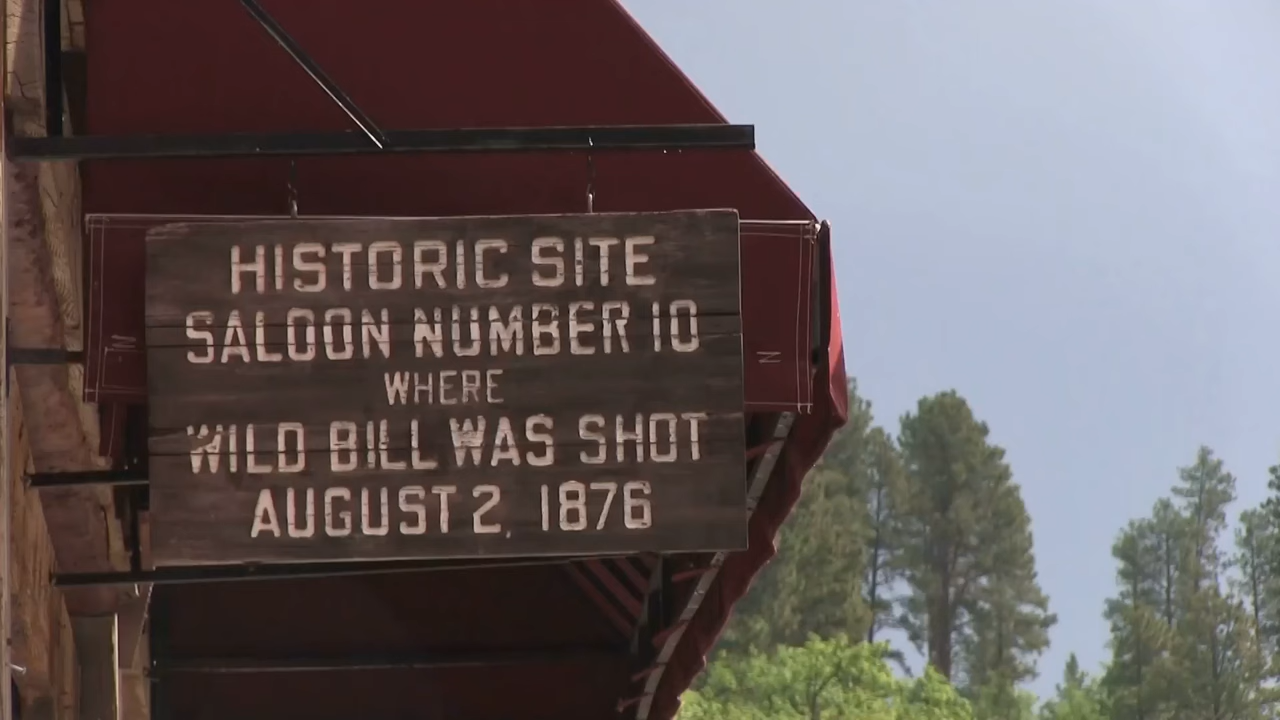 HISTORIC SITE
SALOON NUMBER 10
WHERE
WILD BILL WAS SHOT
AUGUST 2, 1876